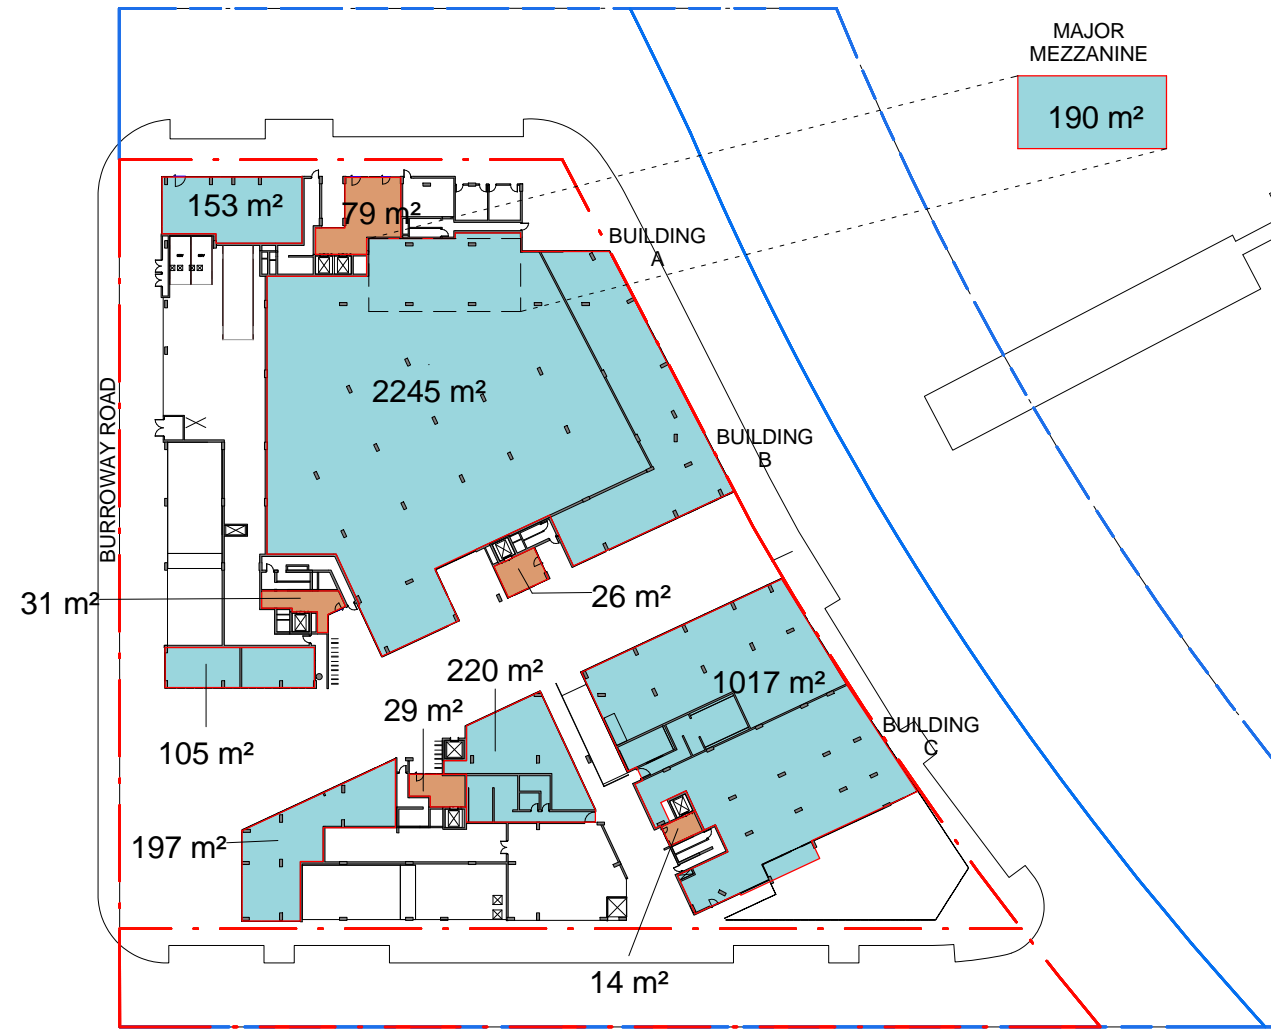 MAJOR
MEZZANINE
190 m²
153 m²
79 m²
BUILDING
A
2245 m²
BURROWAY ROAD
BUILDING
B
31 m²
26 m²
220 m²
1017 m²
29 m²
BUILDING
C
105 m²
197 m²
14 m²